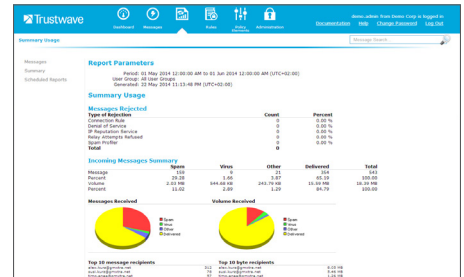 Trustwave
Dashboard
Messages
Rules
Policy Elements
Administration
demo.admin from Demo Corp is logged in
Documentation Help Change Password Log Out
Summary Usage
Message Search...
Messages
Summary
Scheduled Reports
Report Parameters
Period: 01 May 2014 12:00:00 AM to 01 Jun 2014 12:00:00 AM (UTC+02:00)
User Group: All User Groups
Generated: 22 May 2014 11:13:48 PM (UTC+02:00)
Summary Usage
Messages Rejected
Type of Rejection Count Percent
Connection Rule 0 0.00 %
Denial of Service 0 0.00 %
IP Reputation Service 0 0.00 %
Relay Attempts Refused 0 0.00 %
Spain Profiler 0 0.00 %
Total 0
Incoming Messages Summary
Spam Virus Other Delivered Total
Message 159 9 21 354 543
Percent 29.28 1.66 3.87 65.19 100.00
Volume 2.03 MB 544.88 KB 243.79 KB 15.59 MB 18.39 MB
Percent 11.02 2.89 1.29 84.79 100.00
Messages Received Volume Received
Spam
Virus
Other
Delivered
Spam
Virus
Other
Delivered
Top 10 message recipients Top 10 byte recipients